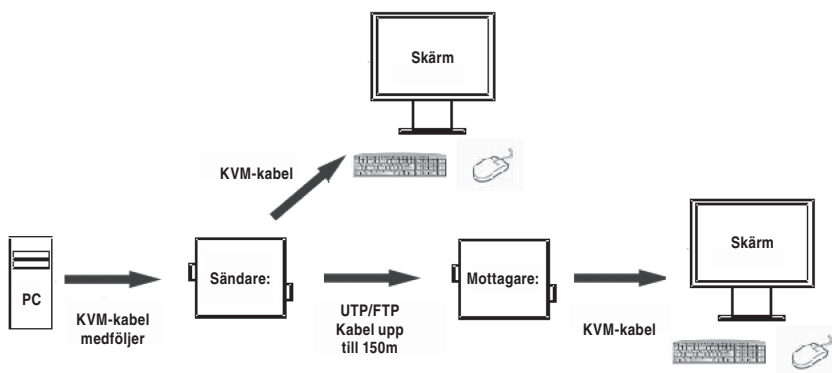 Skärm
KVM-kabel
PC
KVM-kabel
medföljer
Sändare:
UTP/FTP
Kabel upp
till 150m
Mottagare:
KVM-kabel
Skärm